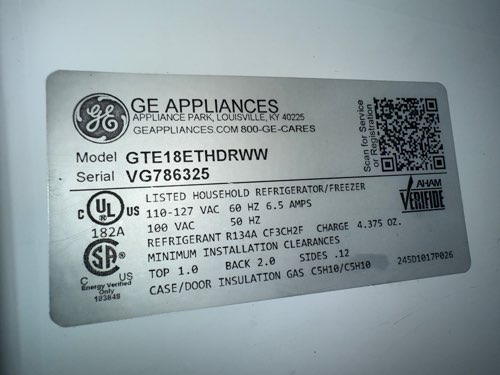 GE
GE APPLIANCES
APPLIANCE PARK, LOUISVILLE, KY 40225
GEAPPLIANCES.COM 800-GE-CARES
Scan for Service
or Registration
Model GTE18ETHDRWW
Serial VG786325
C UL US
182A
LISTED HOUSEHOLD REFRIGERATOR/FREEZER
110-127 VAC 60 HZ 6.5 AMPS
100 VAC 50 HZ
AHAM
VERIFIDE
REFRIGERANT R134A CF3CH2F CHARGE 4.375 OZ.
MINIMUM INSTALLATION CLEARANCES
TOP 1.0 BACK 2.0 SIDES .12
CASE/DOOR INSULATION GAS C5H10/C5H10
245D1017P026
SA
C US
Energy Verified
Only
183848